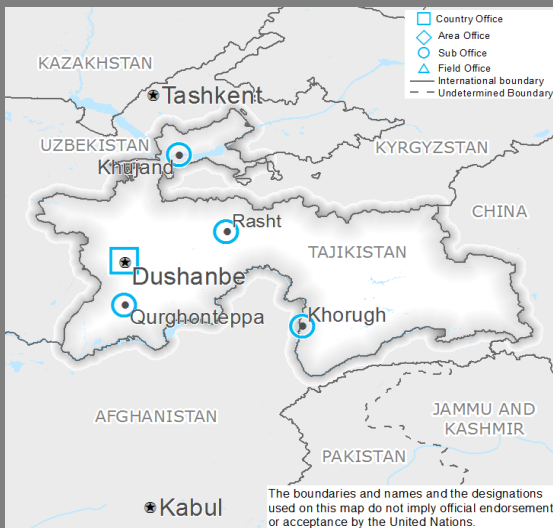 Country Office
Area Office
Sub Office
Field Office
International boundary
Undetermined Boundary
KAZAKHSTAN
Tashkent
UZBEKISTAN
KYRGYZSTAN
Khujand
CHINA
Rasht
TAJIKISTAN
Dushanbe
Qurghonteppa
Khorugh
AFGHANISTAN
JAMMU AND
KASHMIR
PAKISTAN
Kabul
The boundaries and names and the designations
used on this map do not imply official endorsement
or acceptance by the United Nations.